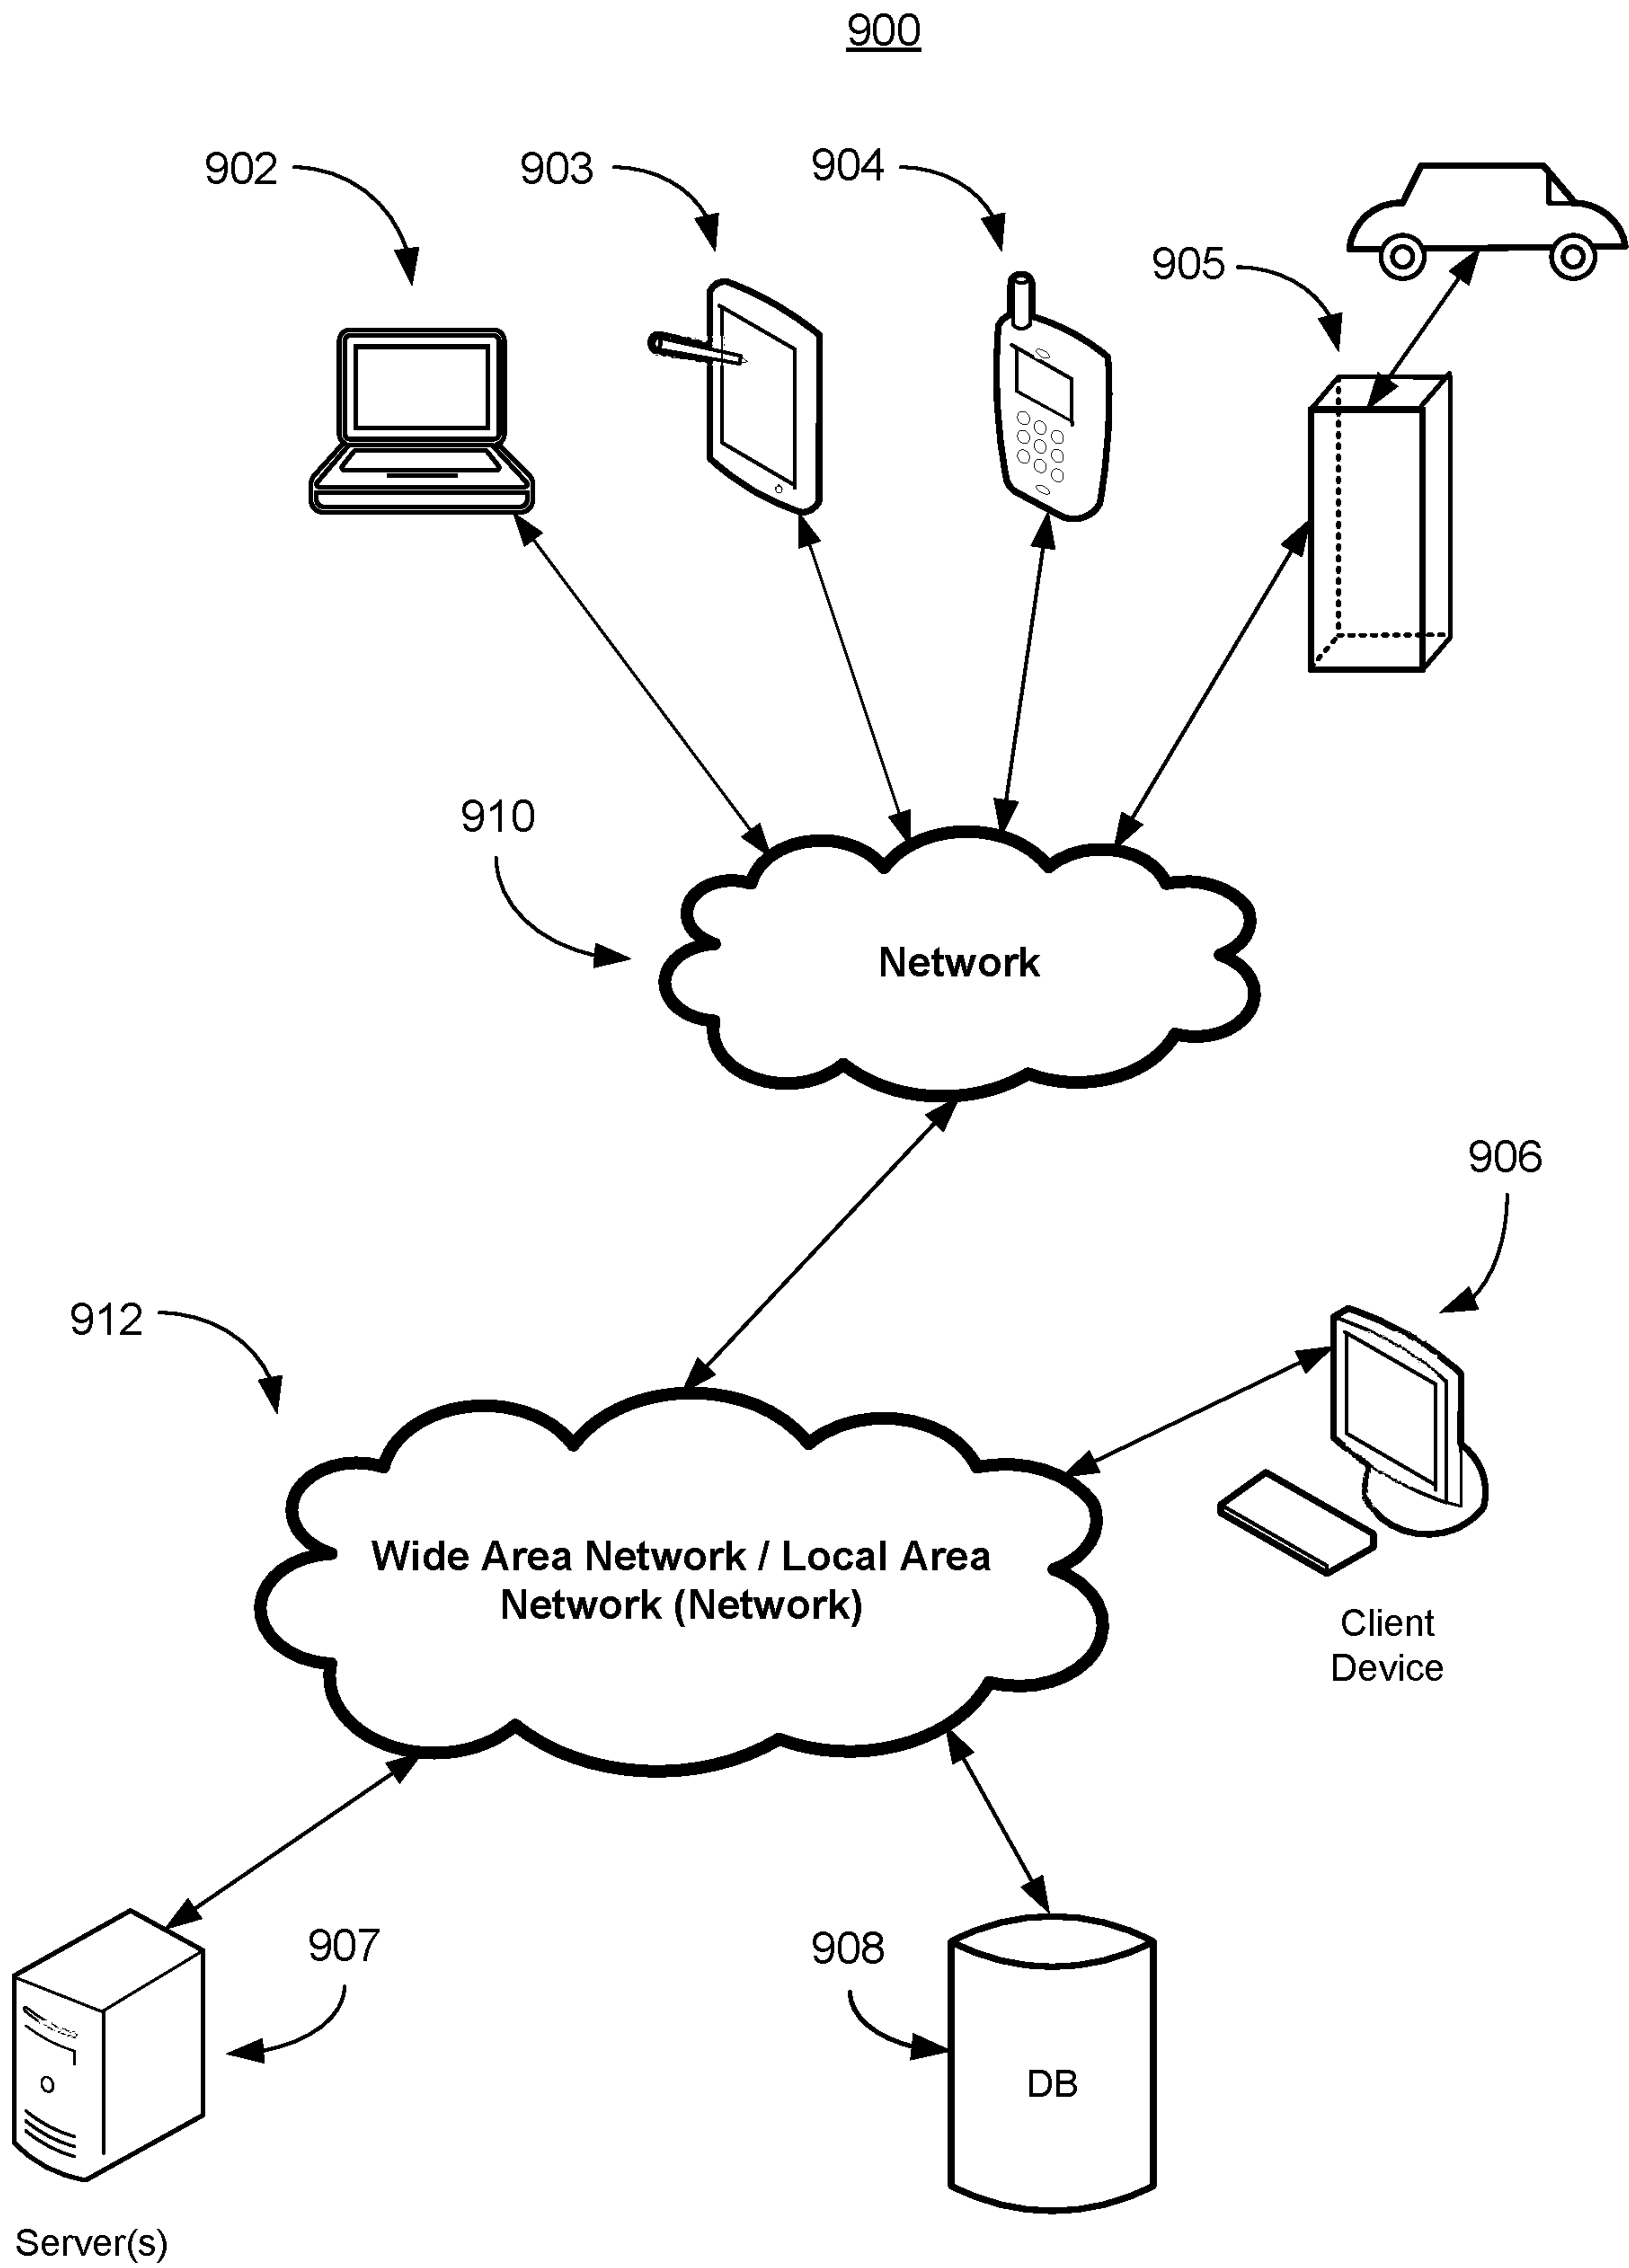 900
902
903
904
905
910
Network
906
912
Wide Area Network / Local Area
Network (Network)
Client
Device
907
908
DB
Server(s)